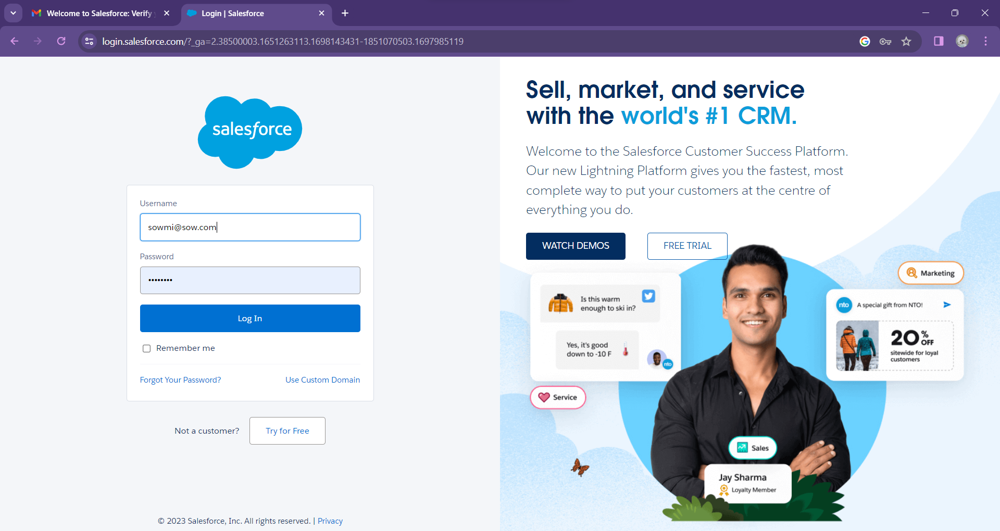 Welcome to Salesforce: Verify
Login | Salesforce
login.salesforce.com/?_ga=2.38500003.1651263113.1698143431-1851070503.1697985119
salesforce
Username
sowmi@sow.com
Password
••••••••
Log In
Remember me
Forgot Your Password?
Use Custom Domain
Not a customer?
Try for Free
© 2023 Salesforce, Inc. All rights reserved. | Privacy
Sell, market, and service
with the world's #1 CRM.
Welcome to the Salesforce Customer Success Platform.
Our new Lightning Platform gives you the fastest, most
complete way to put your customers at the centre of
everything you do.
WATCH DEMOS
FREE TRIAL
Is this warm
enough to ski in?
Yes, it's good
down to -10 F
nto
Service
Marketing
nto
A special gift from NTO!
20% OFF
sitewide for loyal
customers
Sales
Jay Sharma
Loyalty Member